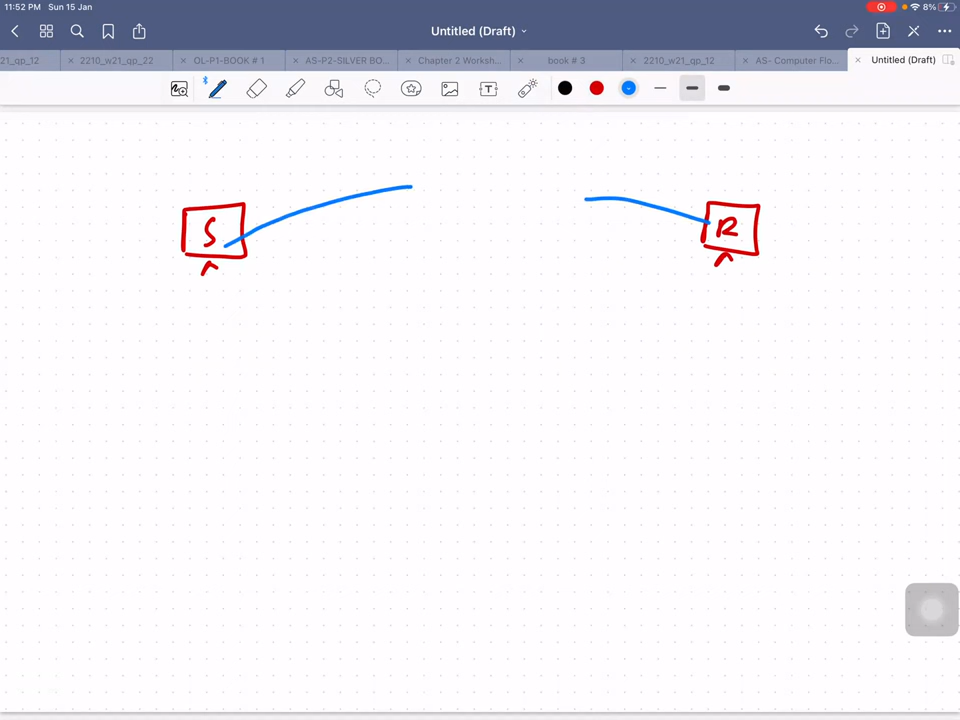 11:52 PM Sun 15 Jan
8%
Untitled (Draft)
21_qp_12
2210_w21_qp_22
OL-P1-BOOK # 1
AS-P2-SILVER BO...
Chapter 2 Worksh...
book # 3
2210_w21_qp_12
AS- Computer Flo...
Untitled (Draft)
S
R